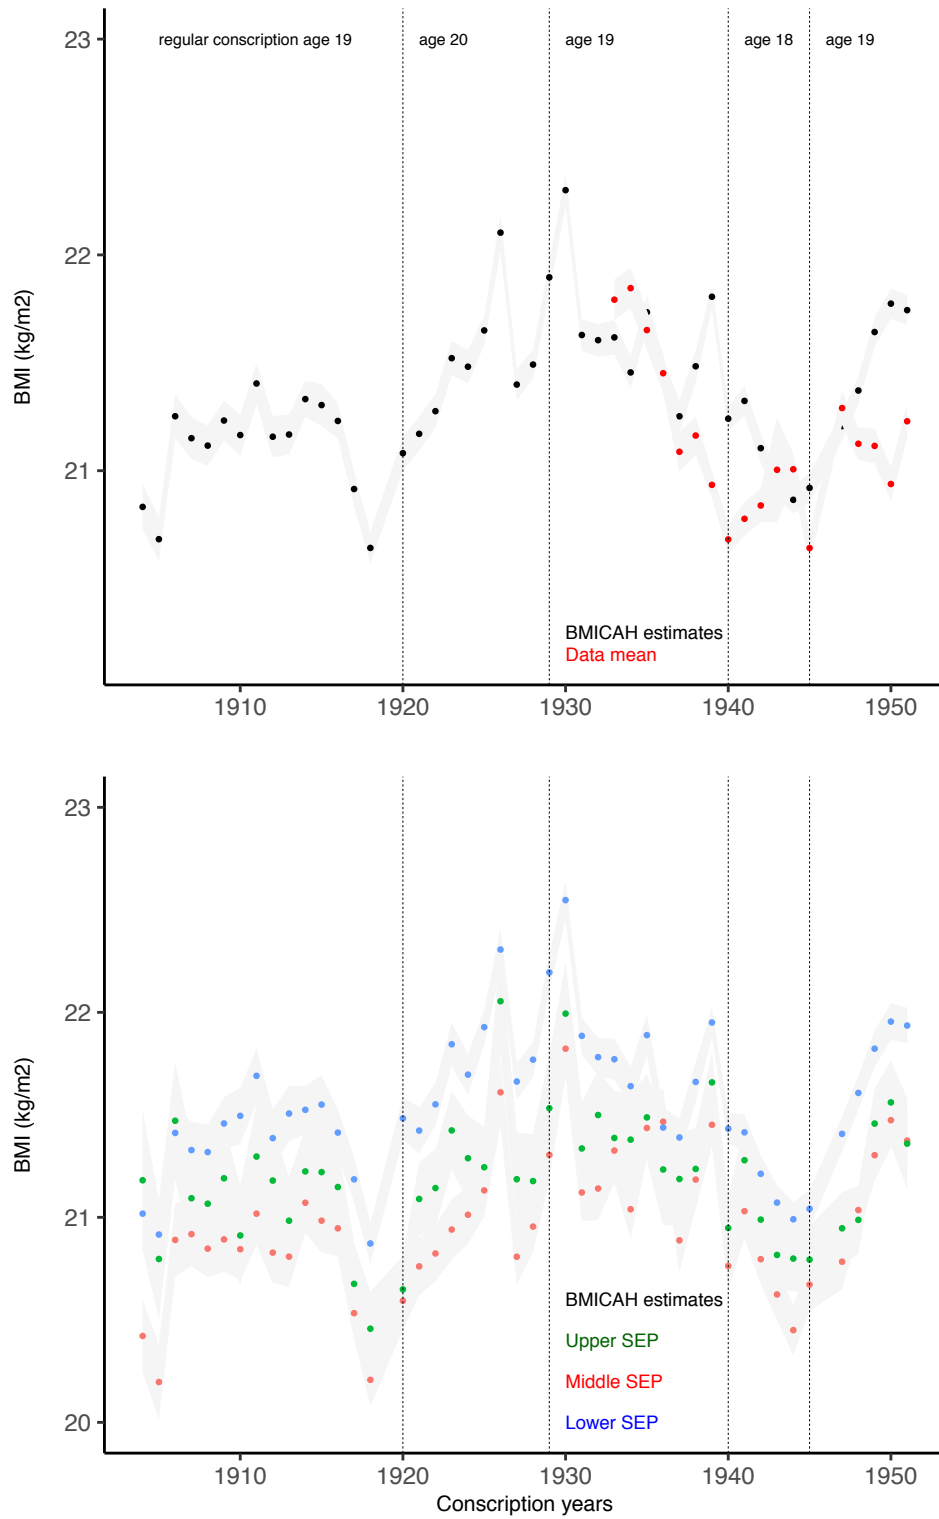 23
regular conscription age 19
age 20
age 19
age 18
age 19
22
BMI (kg/m2)
21
BMICAH estimates
Data mean
1910
1920
1930
1940
1950
23
22
BMI (kg/m2)
21
BMICAH estimates
Upper SEP
Middle SEP
Lower SEP
20
1910
1920
1930
1940
1950
Conscription years